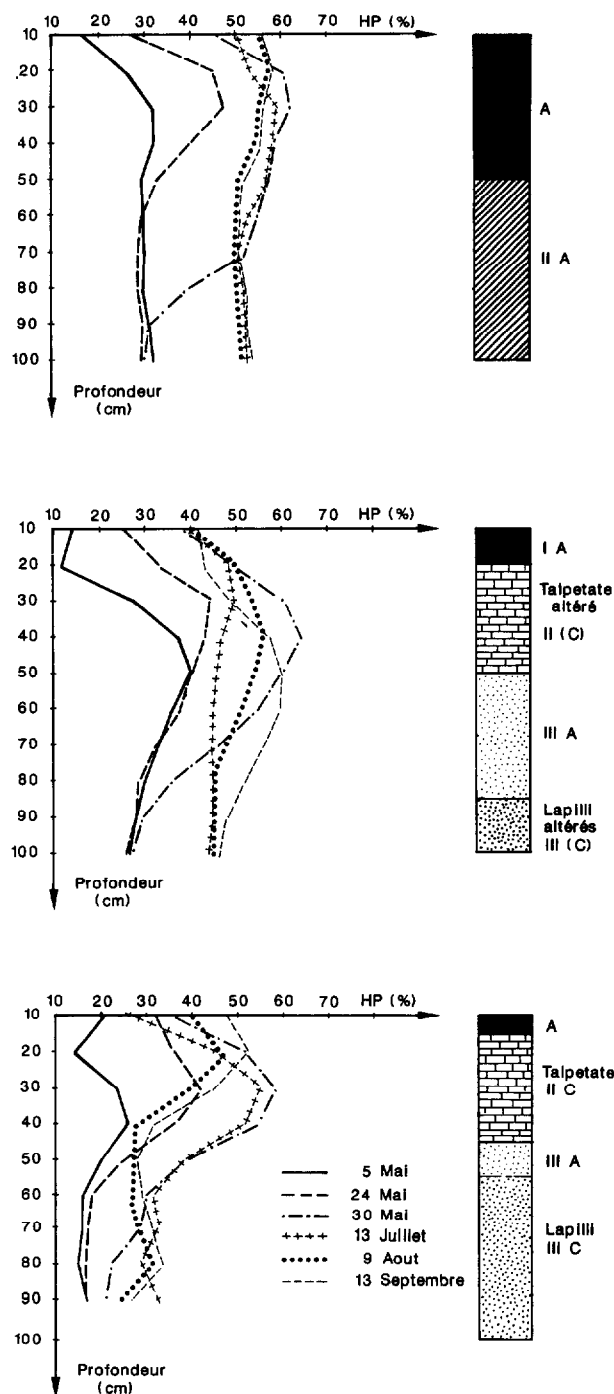 10 20 30 40 50 60 70 HP (%)
10
20
30
40
50
60
70
80
90
100
Profondeur
(cm)
A
II A
10 20 30 40 50 60 HP (%)
10
20
30
40
50
60
80
90
100
Profondeur
(cm)
I A
Talpetate
altéré
II (C)
III A
Lapilli
altérés
III (C)
10 20 30 40 50 60 HP (%)
10
20
30
40
50
60
70
80
90
100
Profondeur
(cm)
5 Mai
24 Mai
30 Mai
13 Juillet
9 Aout
13 Septembre
A
Talpetate
II C
III A
Lapilli
III C